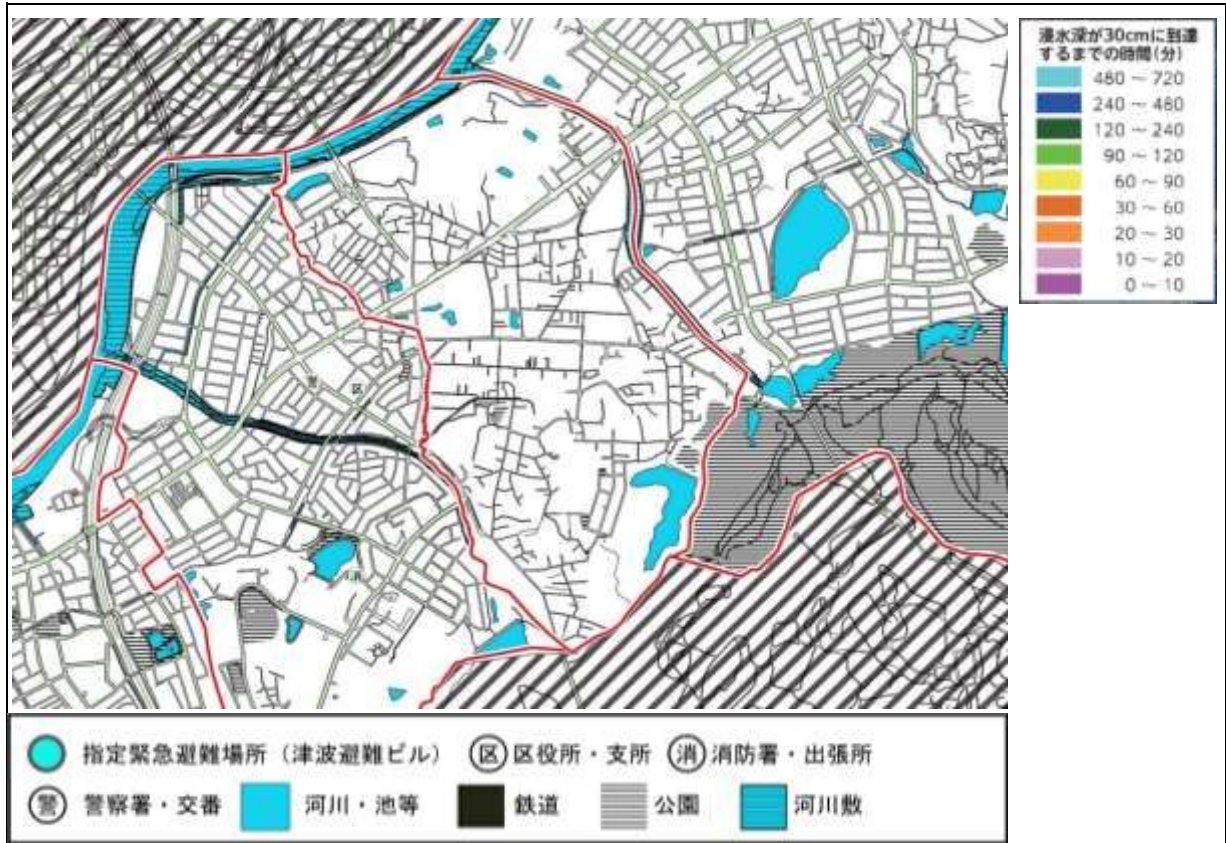 浸水深が30cmに到達
するまでの時間(分)
480～720
240～480
120～240
90～120
60～90
30～60
20～30
10～20
0～10
警
区
消
指定緊急避難場所（津波避難ビル）
区 区役所・支所
消 消防署・出張所
警 警察署・交番
河川・池等
鉄道
公園
河川敷